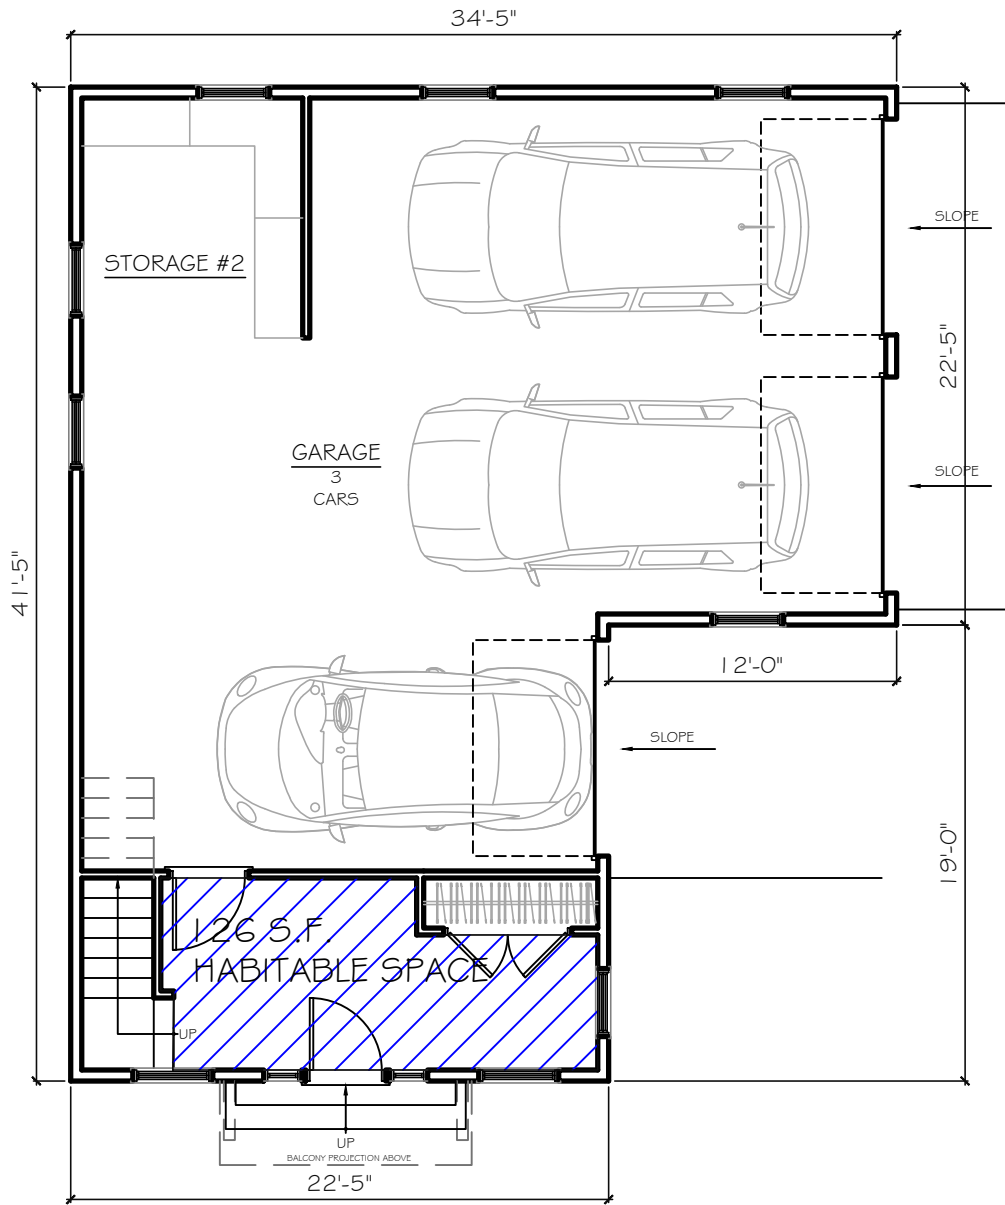 34'-5"
SLOPE
STORAGE #2
22'-5"
GARAGE
3
CARS
SLOPE
41'-5"
12'-0"
SLOPE
19'-0"
126 S.F.
HABITABLE SPACE
UP
UP
BALCONY PROJECTION ABOVE
22'-5"